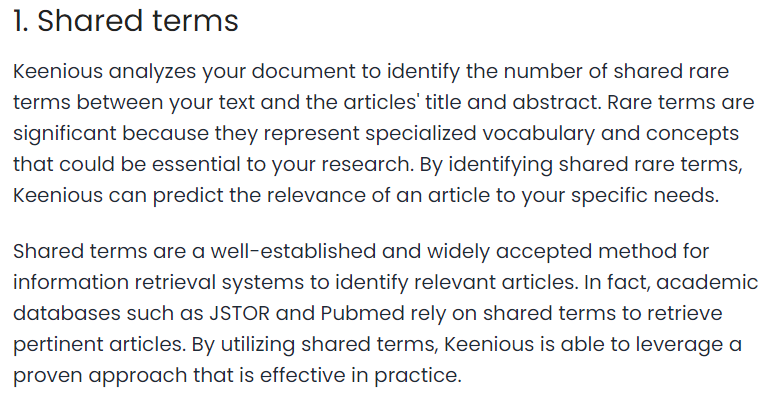 1. Shared terms
Keenious analyzes your document to identify the number of shared rare
terms between your text and the articles' title and abstract. Rare terms are
significant because they represent specialized vocabulary and concepts
that could be essential to your research. By identifying shared rare terms,
Keenious can predict the relevance of an article to your specific needs.
Shared terms are a well-established and widely accepted method for
information retrieval systems to identify relevant articles. In fact, academic
databases such as JSTOR and Pubmed rely on shared terms to retrieve
pertinent articles. By utilizing shared terms, Keenious is able to leverage a
proven approach that is effective in practice.